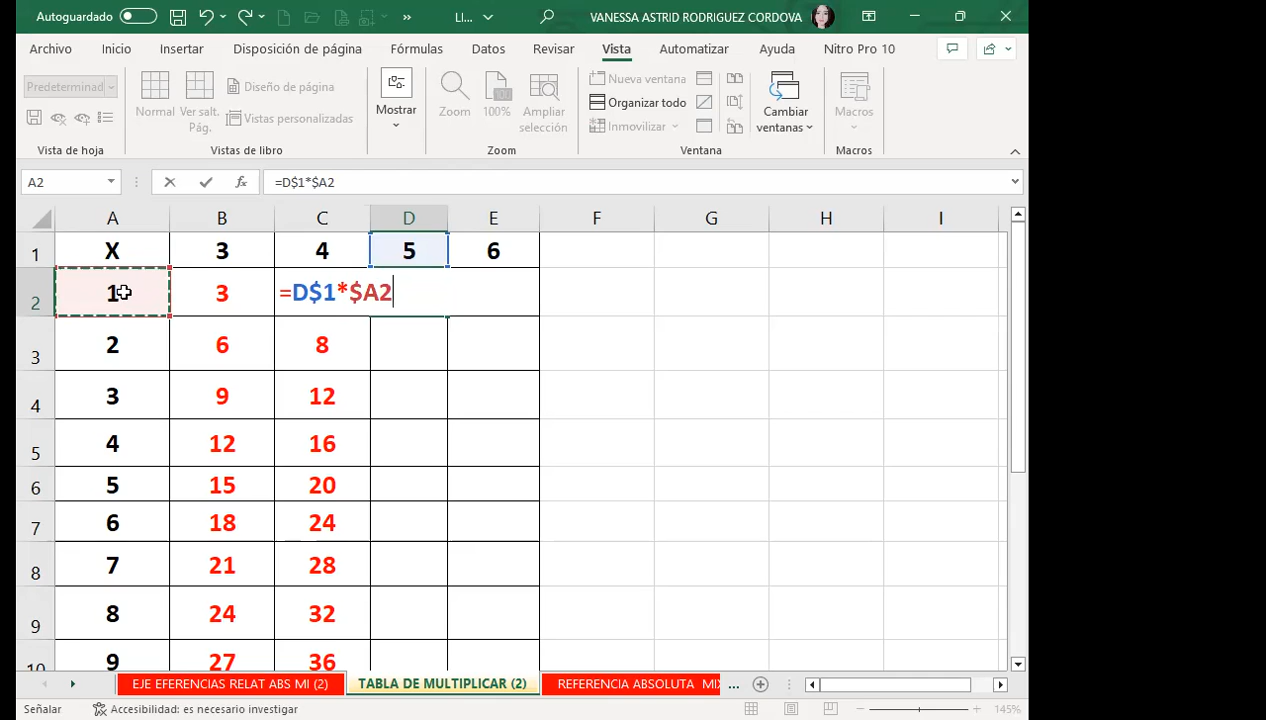 Autoguardado
LI...
VANESSA ASTRID RODRIGUEZ CORDOVA
Archivo Inicio Insertar Disposición de página Fórmulas Datos Revisar Vista Automatizar Ayuda Nitro Pro 10
Predeterminad
Normal
Ver salt. Pág.
Diseño de página
Vistas personalizadas
Mostrar
Zoom
100%
Ampliar selección
Nueva ventana
Organizar todo
Inmovilizar
Cambiar ventanas
Macros
Vista de hoja Vistas de libro Zoom Ventana Macros
A2 fx =D$1*$A2
A B C D E F G H I
1 X 3 4 5 6
2 1 3 =D$1*$A2
3 2 6 8
4 3 9 12
5 4 12 16
6 5 15 20
7 6 18 24
8 7 21 28
9 8 24 32
10 9 27 36
EJE EFERENCIAS RELAT ABS MI (2) TABLA DE MULTIPLICAR (2) REFERENCIA ABSOLUTA MIX ...
Señalar Accesibilidad: es necesario investigar 145%